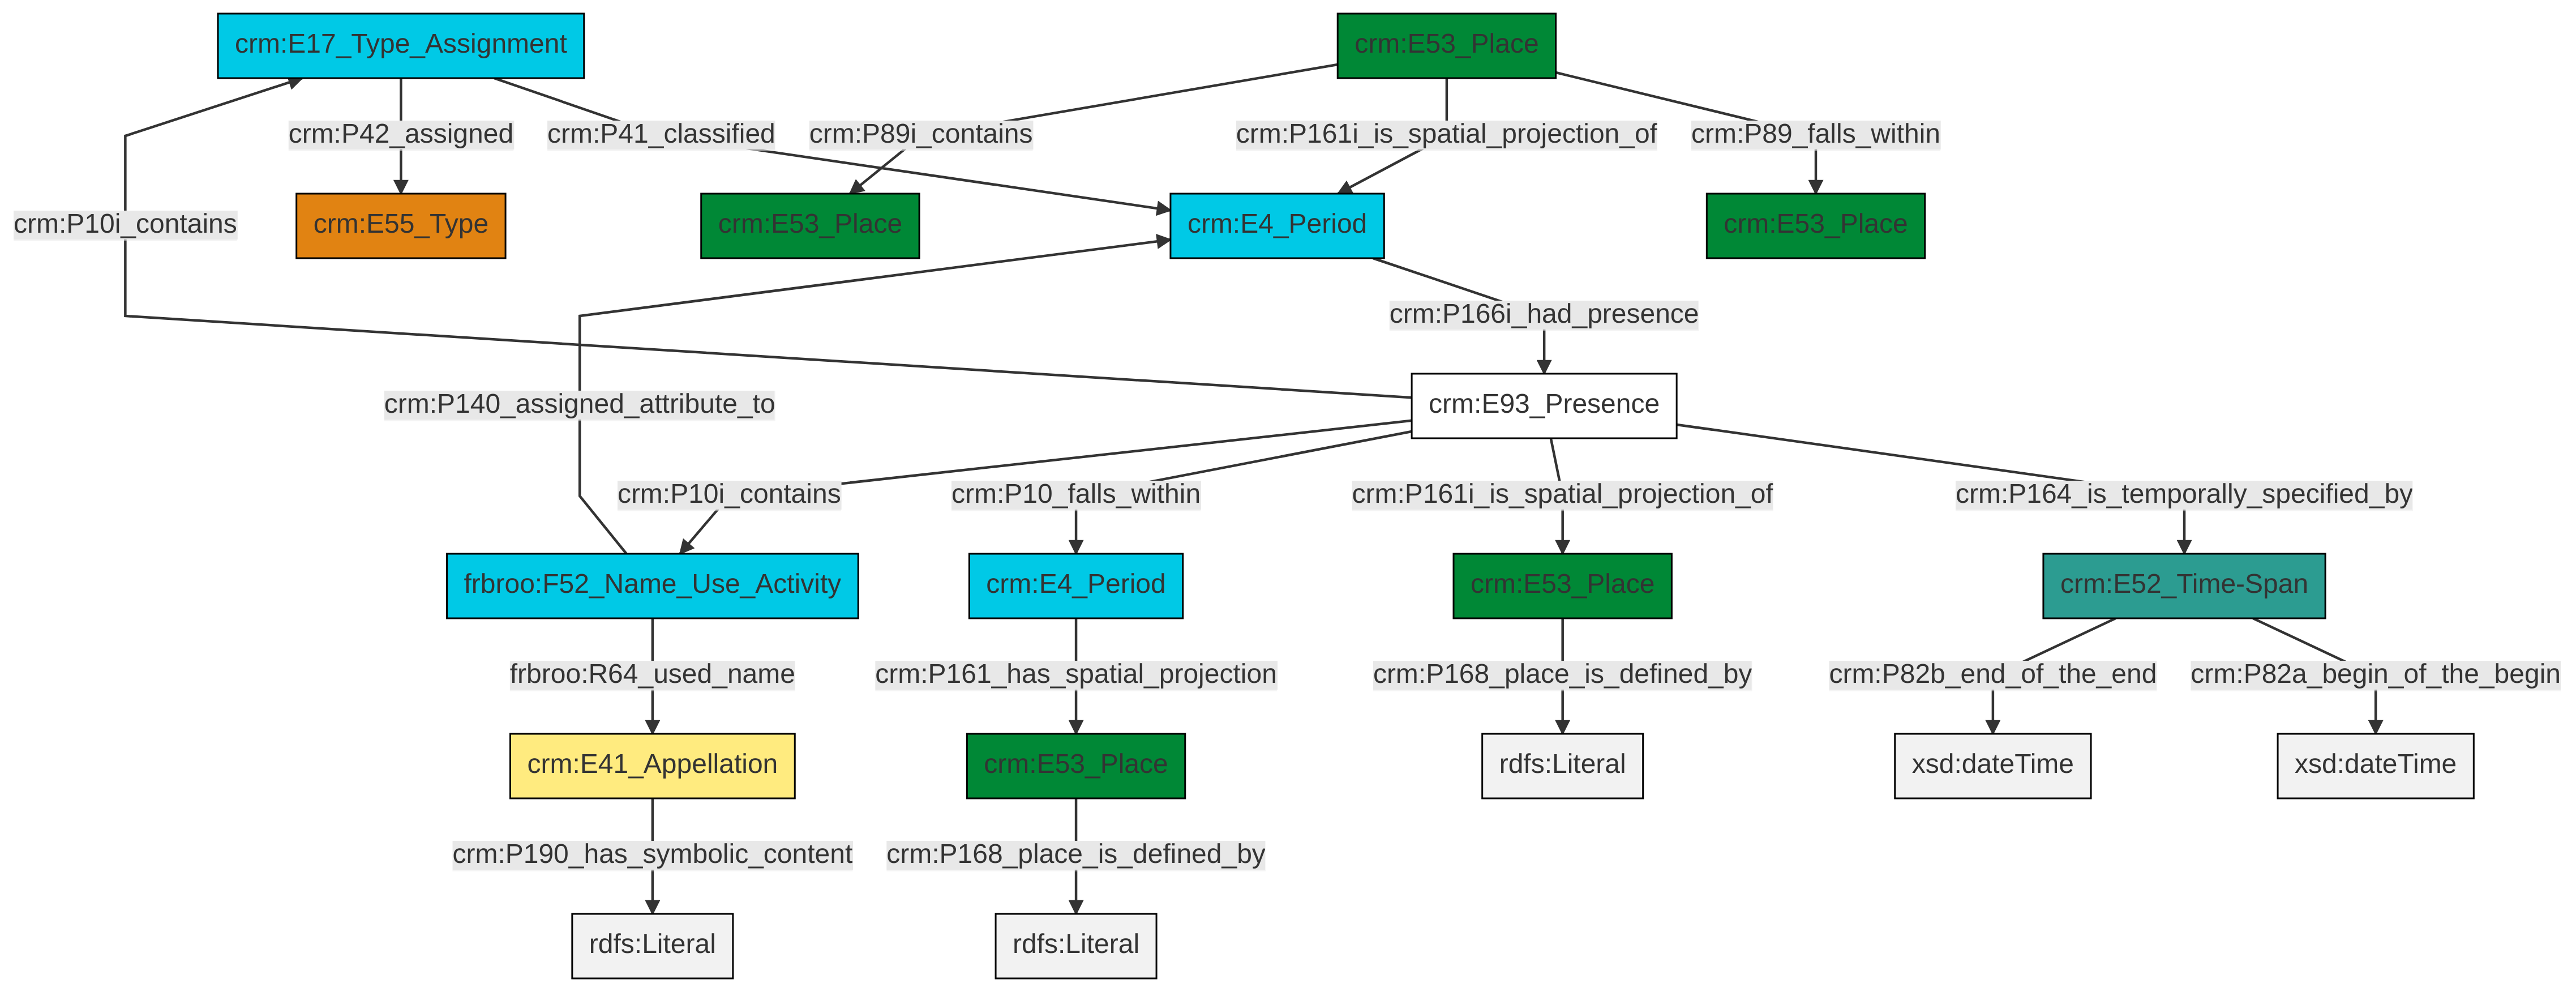 crm:E17_Type_Assignment
crm:E53_Place
crm:P42_assigned
crm:P41_classified
crm:P89i_contains
crm:P161i_is_spatial_projection_of
crm:P89_falls_within
crm:P10i_contains
crm:E55_Type
crm:E53_Place
crm:E4_Period
crm:E53_Place
crm:P166i_had_presence
crm:P140_assigned_attribute_to
crm:E93_Presence
crm:P10i_contains
crm:P10_falls_within
crm:P161i_is_spatial_projection_of
crm:P164_is_temporally_specified_by
frbroo:F52_Name_Use_Activity
crm:E4_Period
crm:E53_Place
crm:E52_Time-Span
frbroo:R64_used_name
crm:P161_has_spatial_projection
crm:P168_place_is_defined_by
crm:P82b_end_of_the_end
crm:P82a_begin_of_the_begin
crm:E41_Appellation
crm:E53_Place
rdfs:Literal
xsd:dateTime
xsd:dateTime
crm:P190_has_symbolic_content
crm:P168_place_is_defined_by
rdfs:Literal
rdfs:Literal